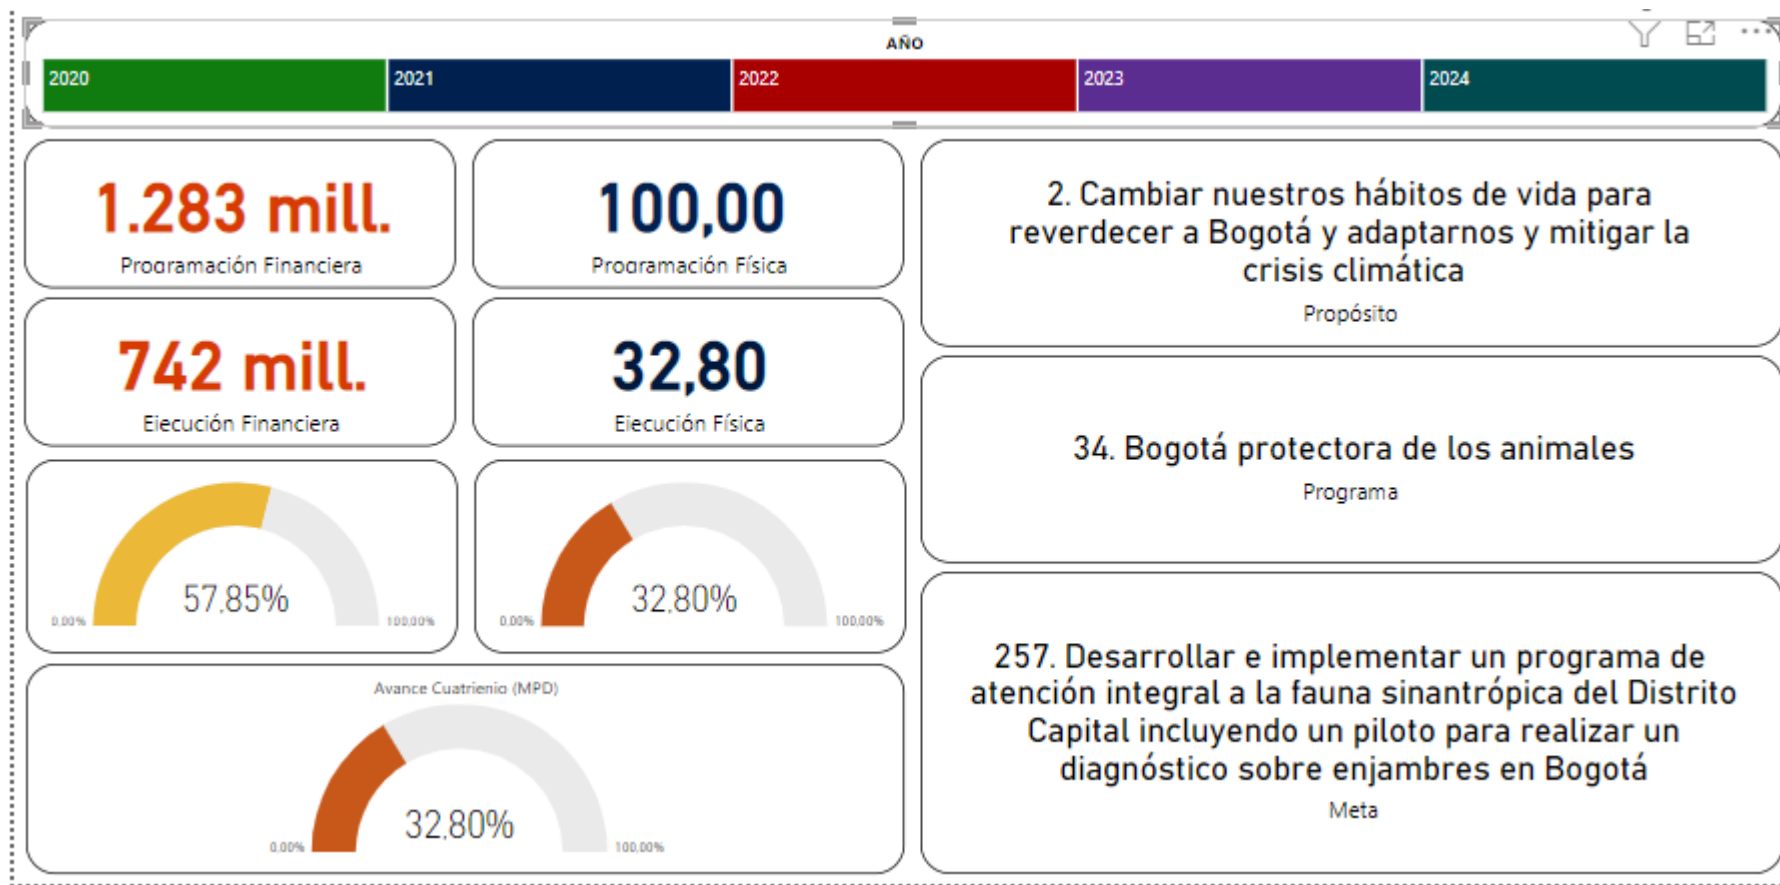 AÑO
2020
2021
2022
2023
2024
1.283 mill.
Programación Financiera
100,00
Programación Física
2. Cambiar nuestros hábitos de vida para
reverdecer a Bogotá y adaptarnos y mitigar la
crisis climática
Propósito
742 mill.
Ejecución Financiera
32,80
Ejecución Física
34. Bogotá protectora de los animales
Programa
57,85%
0,00%
100,00%
32,80%
0,00%
100,00%
257. Desarrollar e implementar un programa de
atención integral a la fauna sinantrópica del Distrito
Capital incluyendo un piloto para realizar un
diagnóstico sobre enjambres en Bogotá
Meta
Avance Cuatrienio (MPD)
32,80%
0,00%
100,00%